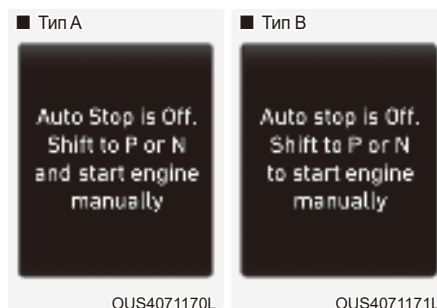 ■ Тип A
Auto Stop is Off.
Shift to P or N
and start engine
manually
OUS4071170L
■ Тип B
Auto stop is Off.
Shift to P or N
to start engine
manually
OUS4071171L